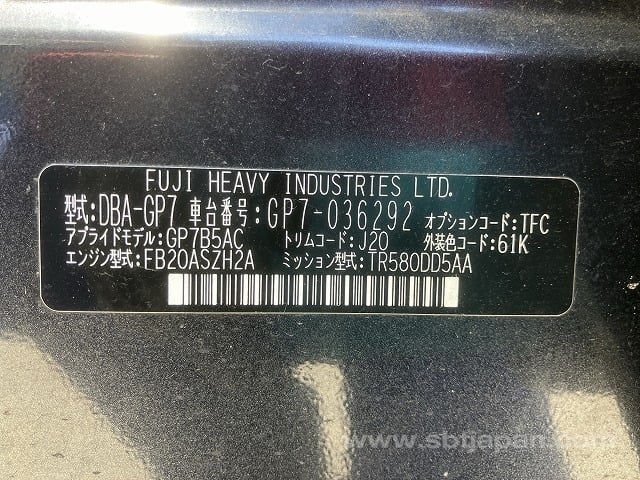 FUJI HEAVY INDUSTRIES LTD.
型式:DBA-GP7 車台番号:GP7-036292 オプションコード:TFC
アプライドモデル:GP7B5AC トリムコード:J20 外装色コード:61K
エンジン型式:FB20ASZH2A ミッション型式:TR580DD5AA
www.sbtjapan.com